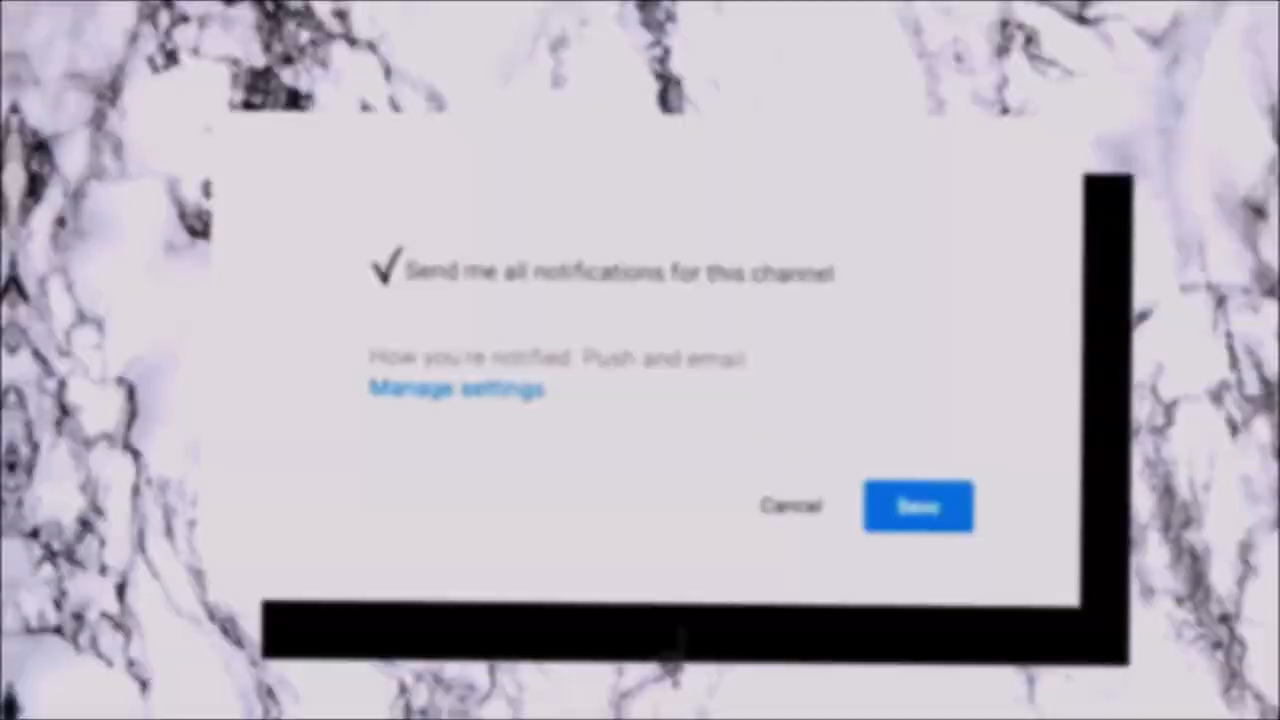 Send me all notifications for this channel
How you're notified: Push and email
Manage settings
Cancel
Save